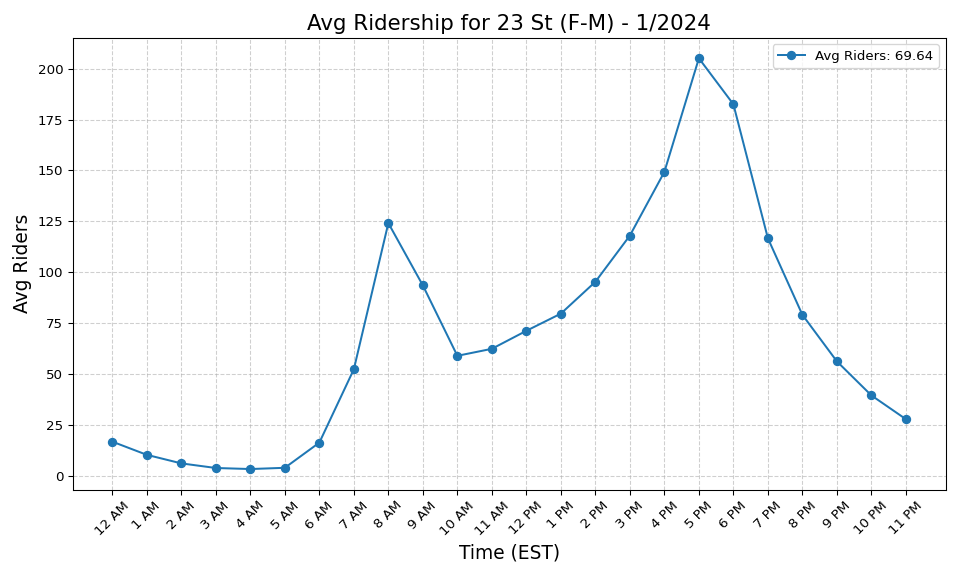 Avg Ridership for 23 St (F-M) - 1/2024
Avg Riders: 69.64
200
175
150
125
100
75
50
25
0
Avg Riders
12 AM
1 AM
2 AM
3 AM
4 AM
5 AM
6 AM
7 AM
8 AM
9 AM
10 AM
11 AM
12 PM
1 PM
2 PM
3 PM
4 PM
5 PM
6 PM
7 PM
8 PM
9 PM
10 PM
11 PM
Time (EST)